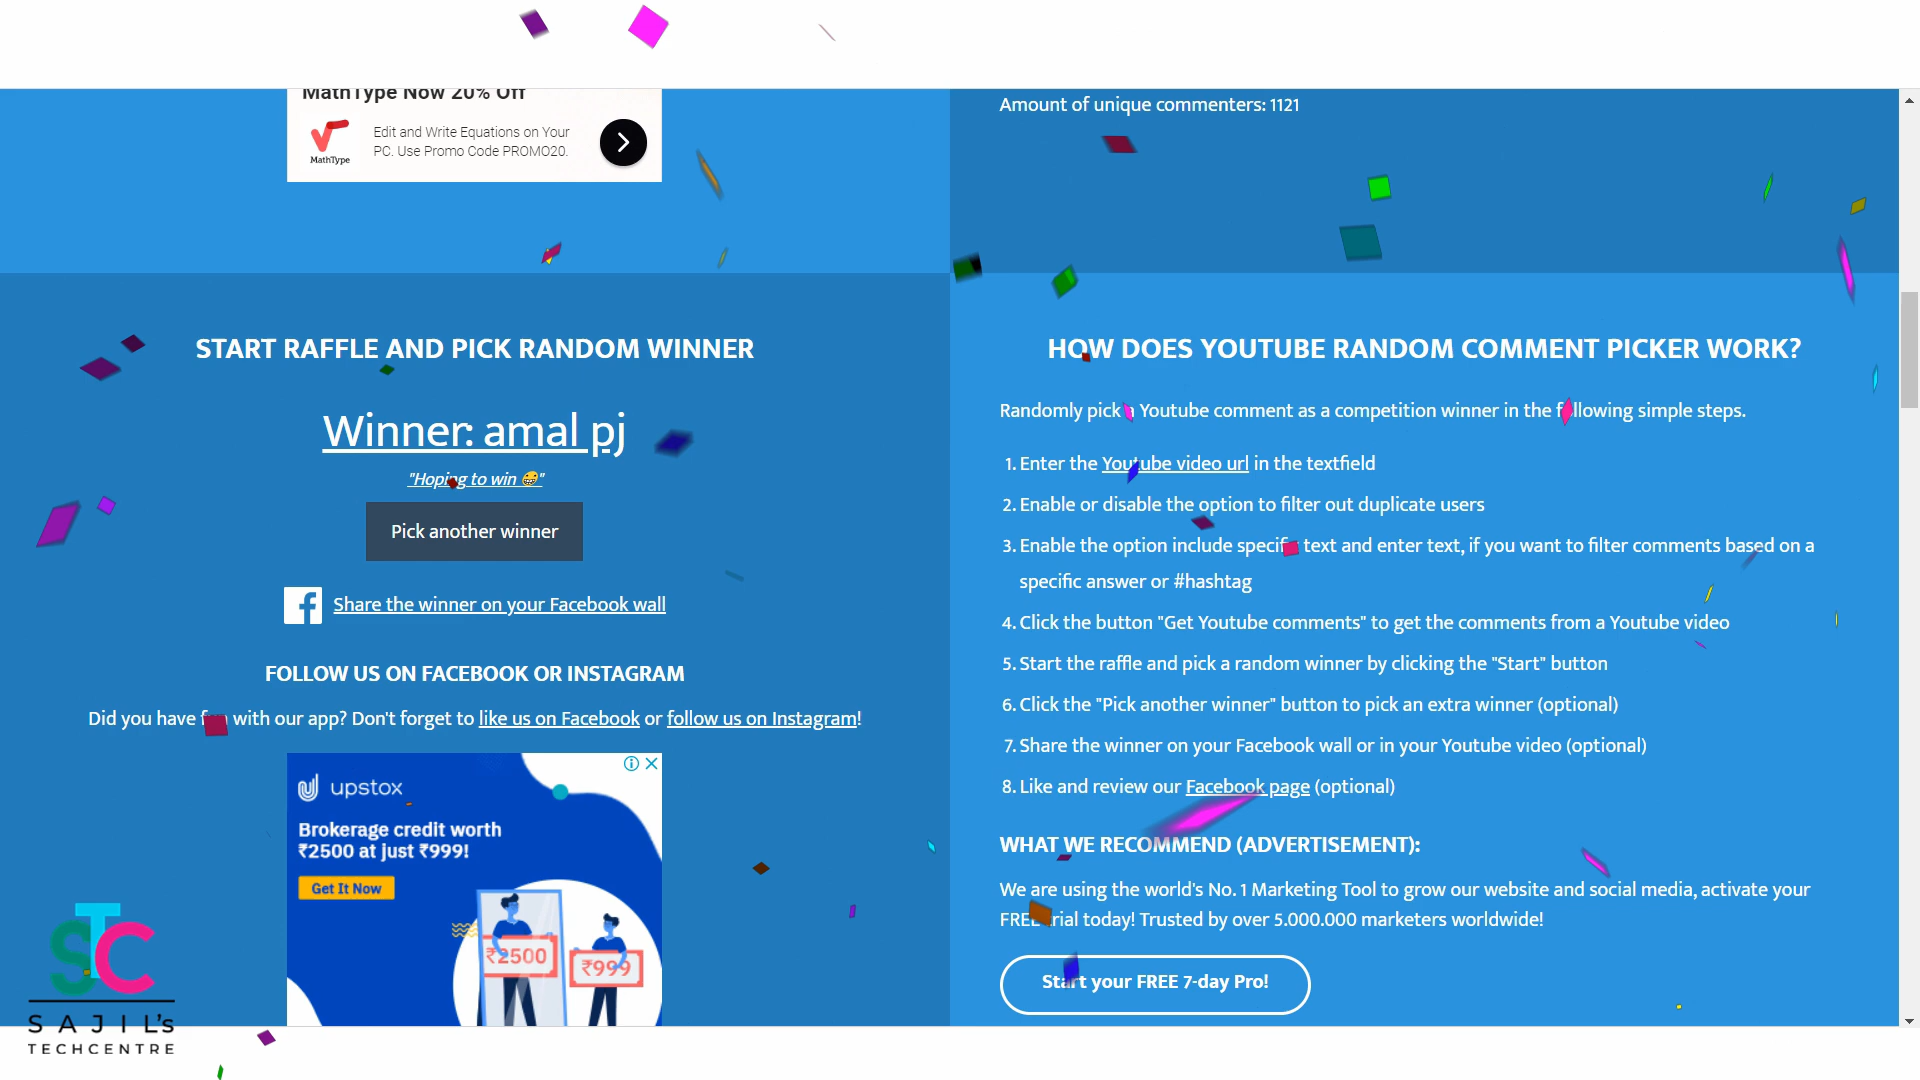 MathType Now 20% Off
MathType
Edit and Write Equations on Your
PC. Use Promo Code PROMO20.
Amount of unique commenters: 1121
START RAFFLE AND PICK RANDOM WINNER
Winner: amal pj
"Hoping to win 😀"
Pick another winner
Share the winner on your Facebook wall
FOLLOW US ON FACEBOOK OR INSTAGRAM
Did you have fun with our app? Don't forget to like us on Facebook or follow us on Instagram!
upstox
Brokerage credit worth
₹2500 at just ₹999!
Get It Now
₹2500
₹999
HOW DOES YOUTUBE RANDOM COMMENT PICKER WORK?
Randomly pick a Youtube comment as a competition winner in the following simple steps.
1. Enter the Youtube video url in the textfield
2. Enable or disable the option to filter out duplicate users
3. Enable the option include specific text and enter text, if you want to filter comments based on a
specific answer or #hashtag
4. Click the button "Get Youtube comments" to get the comments from a Youtube video
5. Start the raffle and pick a random winner by clicking the "Start" button
6. Click the "Pick another winner" button to pick an extra winner (optional)
7. Share the winner on your Facebook wall or in your Youtube video (optional)
8. Like and review our Facebook page (optional)
WHAT WE RECOMMEND (ADVERTISEMENT):
We are using the world's No. 1 Marketing Tool to grow our website and social media, activate your
FREE trial today! Trusted by over 5.000.000 marketers worldwide!
Start your FREE 7-day Pro!
STC
SAJIL's
TECHCENTRE